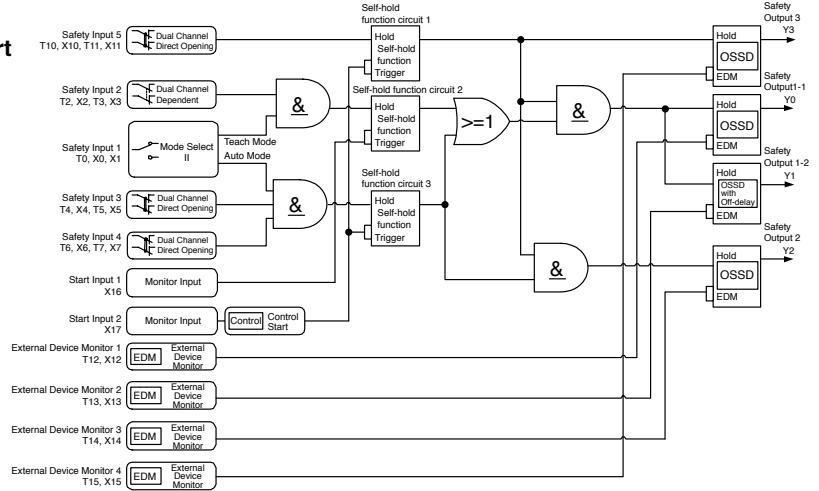 rt
Safety Input 5
T10, X10, T11, X11
Dual Channel
Direct Opening
Self-hold
function circuit 1
Hold
Self-hold
function
Trigger
Safety
Output 3
Y3
Hold
OSSD
EDM
Safety Input 2
T2, X2, T3, X3
Dual Channel
Dependent
&
Self-hold function circuit 2
Hold
Self-hold
function
Trigger
>=1
&
Safety
Output1-1
Y0
Hold
OSSD
EDM
Safety Input 1
T0, X0, X1
Mode Select
II
Teach Mode
Auto Mode
Safety
Output 1-2
Y1
Hold
OSSD
with
Off-delay
EDM
Safety Input 3
T4, X4, T5, X5
Dual Channel
Direct Opening
&
Self-hold
function circuit 3
Hold
Self-hold
function
Trigger
Safety Input 4
T6, X6, T7, X7
Dual Channel
Direct Opening
&
Safety
Output 2
Y2
Hold
OSSD
EDM
Start Input 1
X16
Monitor Input
Start Input 2
X17
Monitor Input
Control
Control
Start
External Device Monitor 1
T12, X12
EDM
External
Device
Monitor
External Device Monitor 2
T13, X13
EDM
External
Device
Monitor
External Device Monitor 3
T14, X14
EDM
External
Device
Monitor
External Device Monitor 4
T15, X15
EDM
External
Device
Monitor